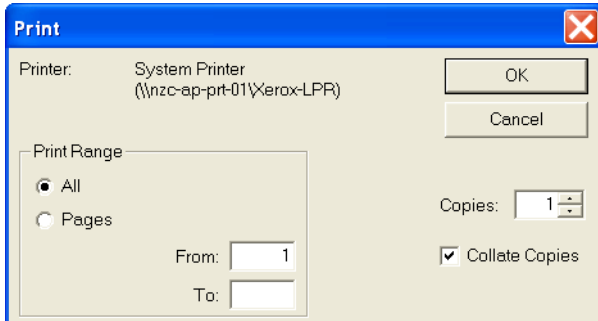 Print
Printer: System Printer
(\\nzc-ap-prt-01\Xerox-LPR)
OK
Cancel
Print Range
All
Pages
From: 1
To:
Copies: 1
Collate Copies